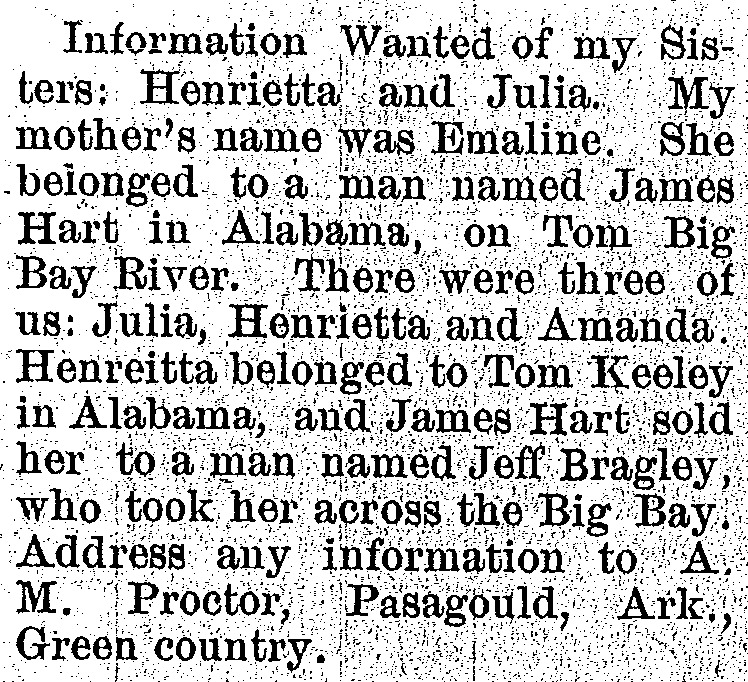 Information Wanted of my Sis-
ters: Henrietta and Julia. My
mother's name was Emaline. She
belonged to a man named James
Hart in Alabama, on Tom Big
Bay River. There were three of
us: Julia, Henrietta and Amanda.
Henreitta belonged to Tom Keeley
in Alabama, and James Hart sold
her to a man named Jeff Bragley,
who took her across the Big Bay.
Address any information to A.
M. Proctor, Pasagould, Ark.,
Green country.